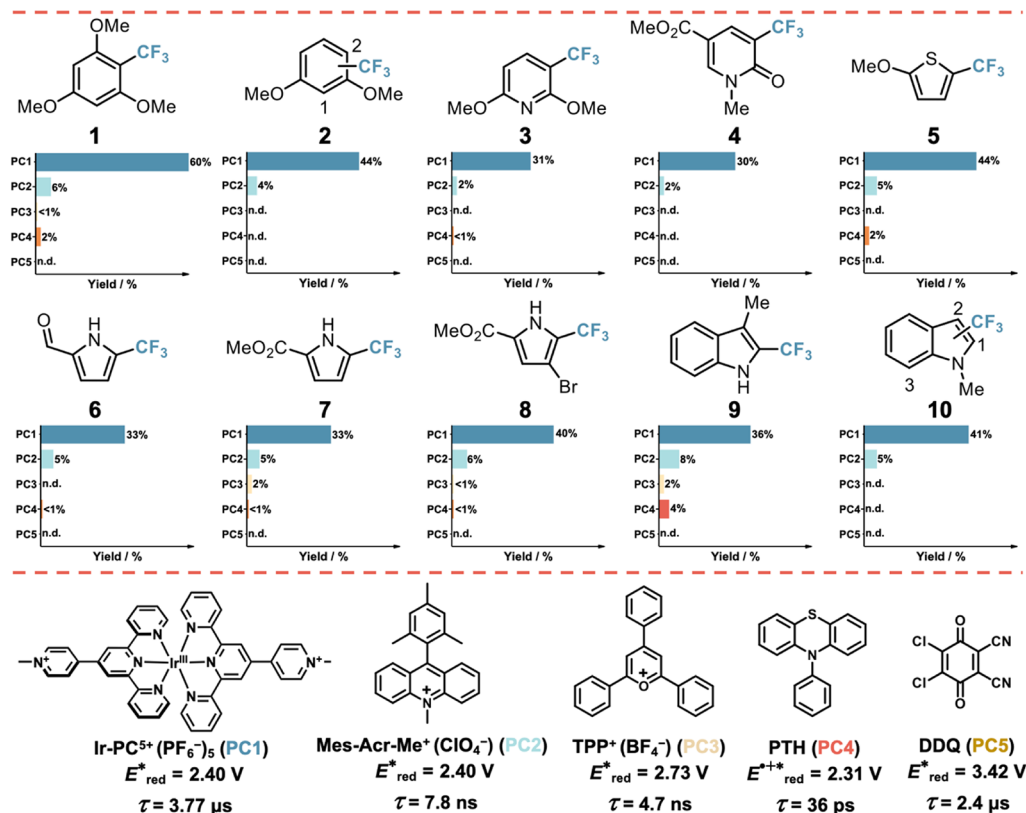 OMe
CF3
MeO
OMe
1
2
CF3
MeO
OMe
1
2
CF3
MeO
N
OMe
3
MeO2C
CF3
N
O
Me
4
MeO
S
CF3
5
PC1
60%
PC2
6%
PC3
<1%
PC4
2%
PC5
n.d.
Yield / %
PC1
44%
PC2
4%
PC3
n.d.
PC4
n.d.
PC5
n.d.
Yield / %
PC1
31%
PC2
2%
PC3
n.d.
PC4
<1%
PC5
n.d.
Yield / %
PC1
30%
PC2
2%
PC3
n.d.
PC4
n.d.
PC5
n.d.
Yield / %
PC1
44%
PC2
5%
PC3
n.d.
PC4
2%
PC5
n.d.
Yield / %
O
H
N
CF3
6
MeO2C
H
N
CF3
7
MeO2C
H
N
CF3
Br
8
Me
CF3
N
H
9
2
CF3
1
N
3
Me
10
PC1
33%
PC2
5%
PC3
n.d.
PC4
<1%
PC5
n.d.
Yield / %
PC1
33%
PC2
5%
PC3
2%
PC4
<1%
PC5
n.d.
Yield / %
PC1
40%
PC2
6%
PC3
<1%
PC4
<1%
PC5
n.d.
Yield / %
PC1
36%
PC2
8%
PC3
2%
PC4
4%
PC5
n.d.
Yield / %
PC1
41%
PC2
5%
PC3
n.d.
PC4
n.d.
PC5
n.d.
Yield / %
N+
N
N
N
IrIII
N
N
N
N+
Ir-PC5+ (PF6−)5 (PC1)
E*red = 2.40 V
τ = 3.77 μs
+
N
Mes-Acr-Me+ (ClO4−) (PC2)
E*red = 2.40 V
τ = 7.8 ns
+
O
TPP+ (BF4−) (PC3)
E*red = 2.73 V
τ = 4.7 ns
S
N
PTH (PC4)
E•+*red = 2.31 V
τ = 36 ps
O
Cl
CN
Cl
CN
O
DDQ (PC5)
E*red = 3.42 V
τ = 2.4 μs